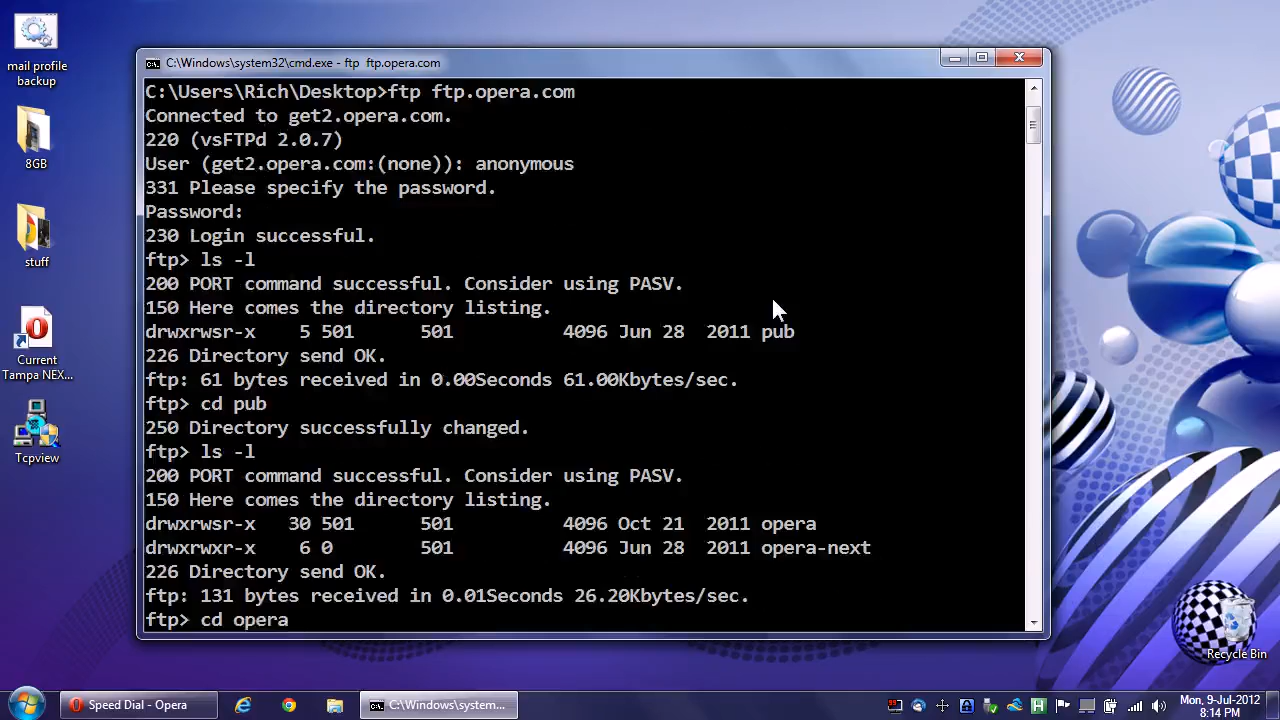 mail profile
backup
8GB
stuff
Current
Tampa NEX...
Tcpview
C:\Windows\system32\cmd.exe - ftp  ftp.opera.com
C:\Users\Rich\Desktop>ftp ftp.opera.com
Connected to get2.opera.com.
220 (vsFTPd 2.0.7)
User (get2.opera.com:(none)): anonymous
331 Please specify the password.
Password:
230 Login successful.
ftp> ls -l
200 PORT command successful. Consider using PASV.
150 Here comes the directory listing.
drwxrwsr-x    5 501      501          4096 Jun 28  2011 pub
226 Directory send OK.
ftp: 61 bytes received in 0.00Seconds 61.00Kbytes/sec.
ftp> cd pub
250 Directory successfully changed.
ftp> ls -l
200 PORT command successful. Consider using PASV.
150 Here comes the directory listing.
drwxrwsr-x   30 501      501          4096 Oct 21  2011 opera
drwxrwxr-x    6 0        501          4096 Jun 28  2011 opera-next
226 Directory send OK.
ftp: 131 bytes received in 0.01Seconds 26.20Kbytes/sec.
ftp> cd opera
Recycle Bin
Speed Dial - Opera
C:\Windows\system...
Mon, 9-Jul-2012
8:14 PM